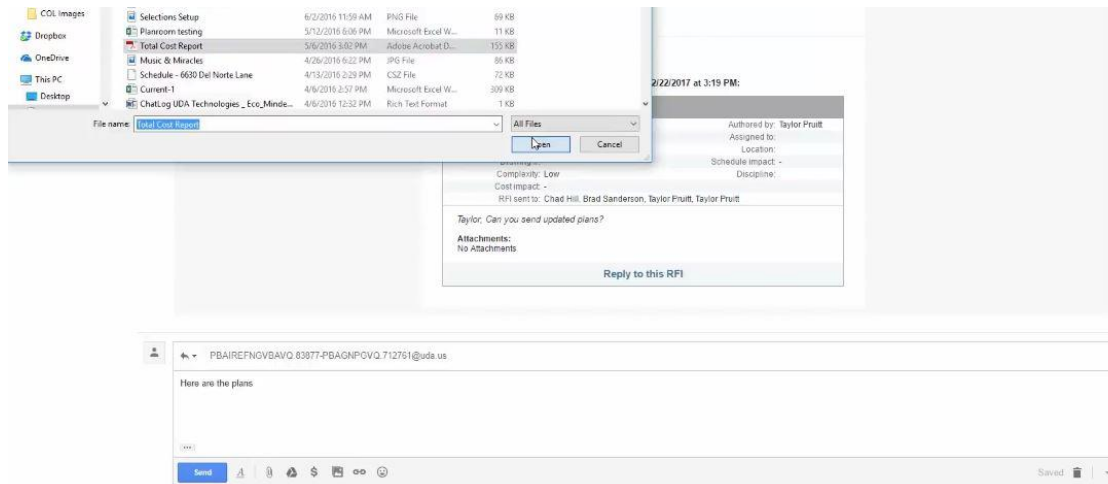 COL Images
Dropbox
OneDrive
This PC
Desktop
Selections Setup 6/2/2016 11:59 AM PNG File 69 KB
Planroom testing 5/12/2016 6:06 PM Microsoft Excel W... 11 KB
Total Cost Report 5/6/2016 3:02 PM Adobe Acrobat D... 155 KB
Music & Miracles 4/26/2016 6:22 PM JPG File 86 KB
Schedule - 6630 Del Norte Lane 4/13/2016 2:29 PM CSZ File 72 KB
Current-1 4/6/2016 2:57 PM Microsoft Excel W... 309 KB
ChatLog UDA Technologies _ Eco_Minde... 4/6/2016 12:32 PM Rich Text Format 1 KB
File name: Total Cost Report All Files
Open Cancel
2/22/2017 at 3:19 PM:
Authored by: Taylor Pruitt
Assigned to:
Location:
Schedule impact: -
Complexity: Low Discipline:
Cost impact: -
RFI sent to: Chad Hill, Brad Sanderson, Taylor Pruitt, Taylor Pruitt
Taylor, Can you send updated plans?
Attachments:
No Attachments
Reply to this RFI
PBAIREFNGVBAVQ.83877-PBAGNPGVQ.712761@uda.us
Here are the plans
...
Send A $ Saved